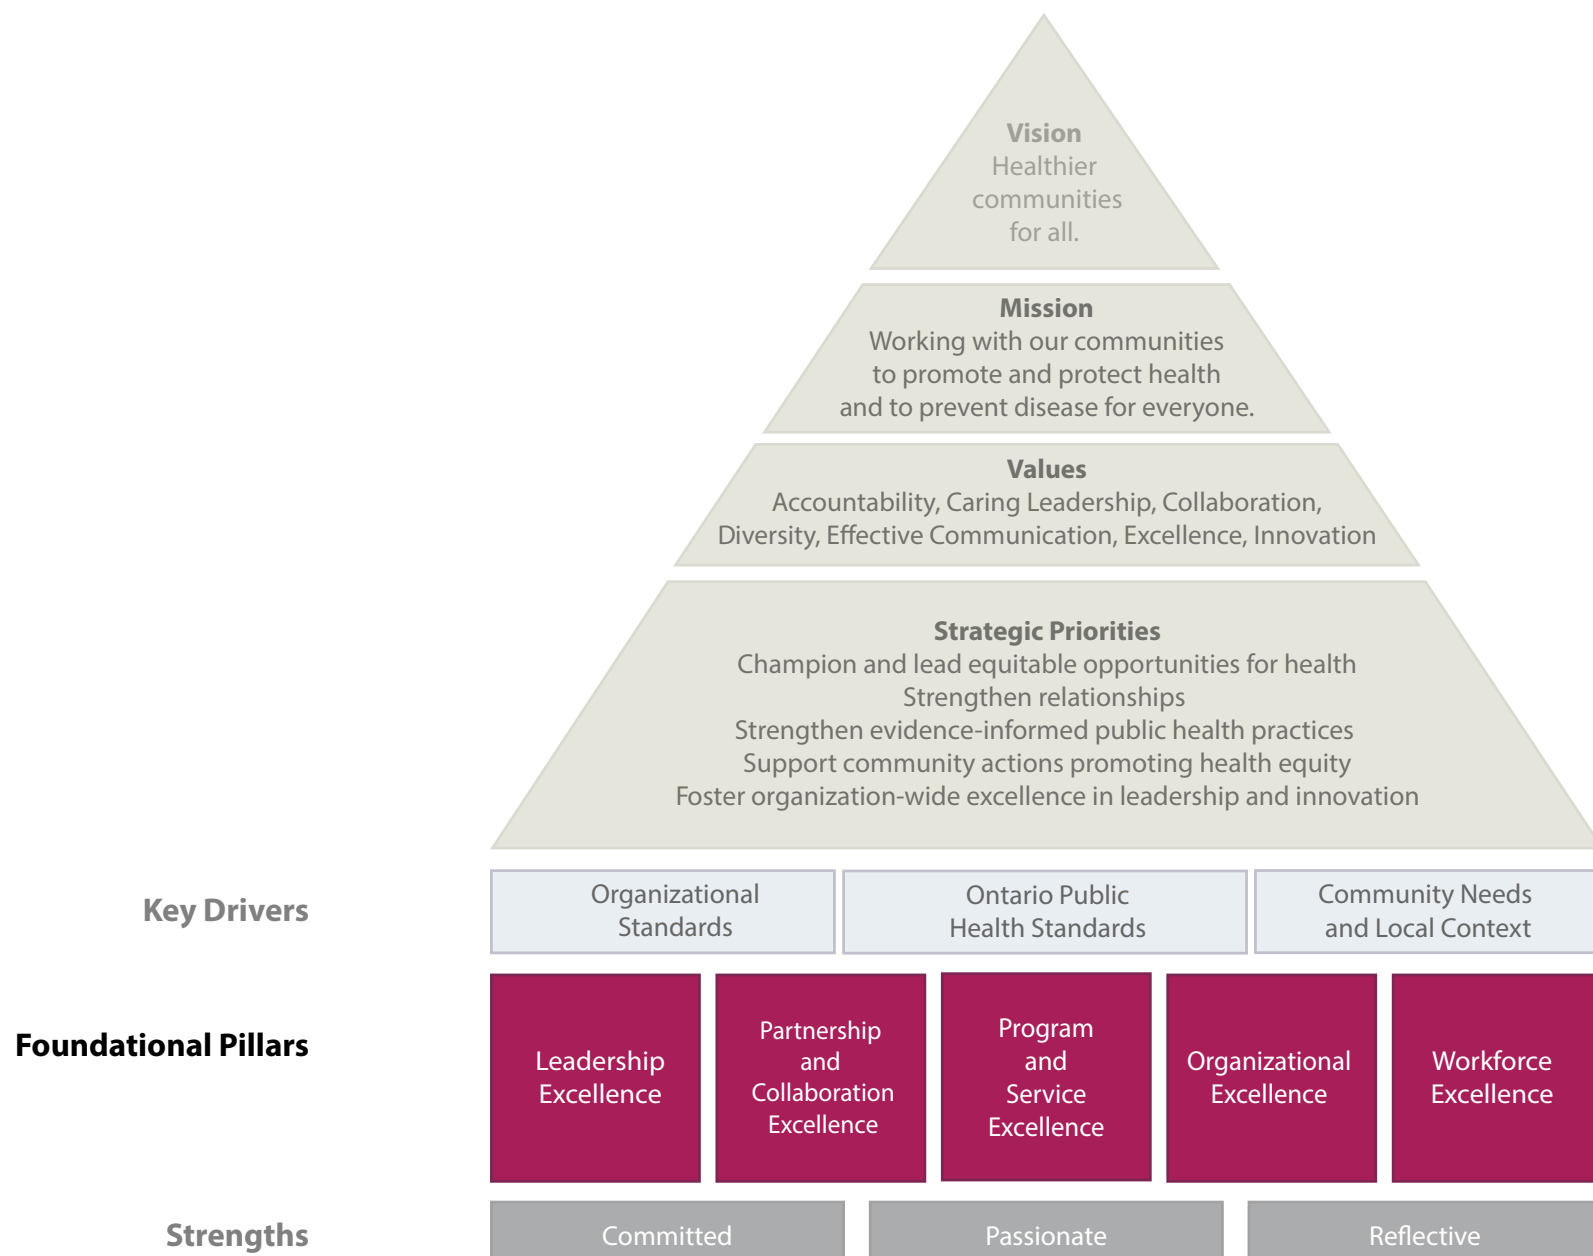 Vision
Healthier
communities
for all.
Mission
Working with our communities
to promote and protect health
and to prevent disease for everyone.
Values
Accountability, Caring Leadership, Collaboration,
Diversity, Effective Communication, Excellence, Innovation
Strategic Priorities
Champion and lead equitable opportunities for health
Strengthen relationships
Strengthen evidence-informed public health practices
Support community actions promoting health equity
Foster organization-wide excellence in leadership and innovation
Key Drivers
Organizational
Standards
Ontario Public
Health Standards
Community Needs
and Local Context
Foundational Pillars
Leadership
Excellence
Partnership
and
Collaboration
Excellence
Program
and
Service
Excellence
Organizational
Excellence
Workforce
Excellence
Strengths
Committed
Passionate
Reflective